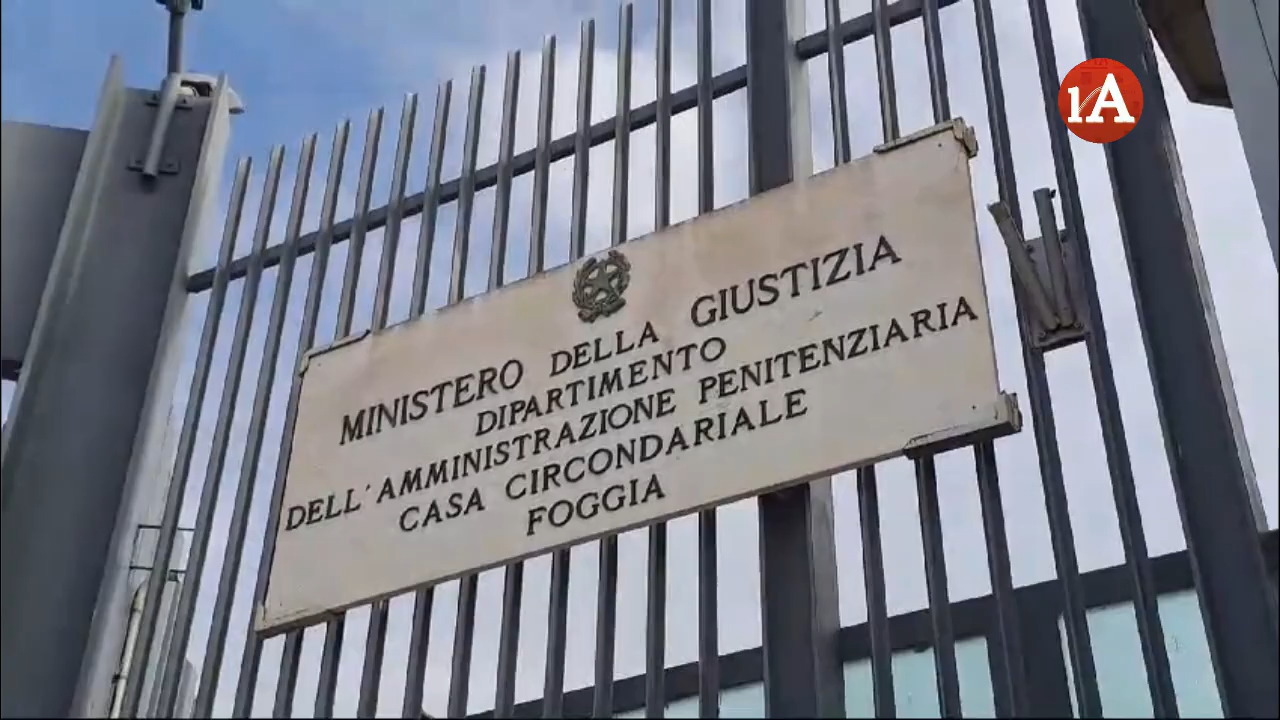 1A
MINISTERO DELLA GIUSTIZIA
DIPARTIMENTO
DELL'AMMINISTRAZIONE PENITENZIARIA
CASA CIRCONDARIALE
FOGGIA